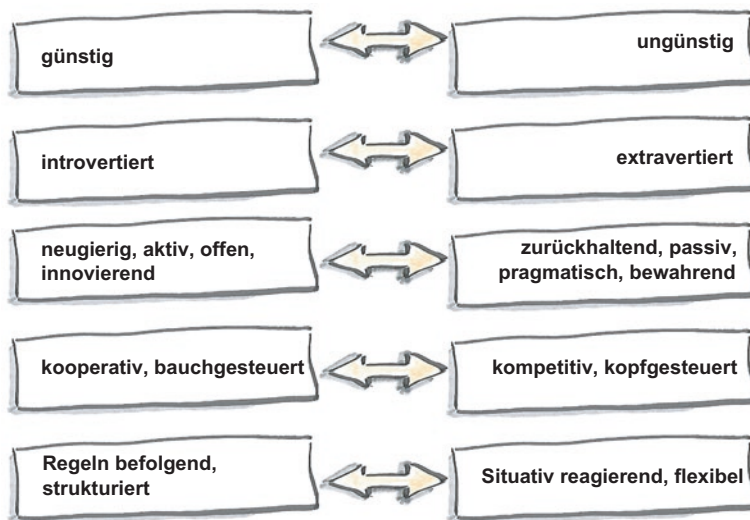 günstig
ungünstig
introvertiert
extravertiert
neugierig, aktiv, offen,
innovierend
zurückhaltend, passiv,
pragmatisch, bewahrend
kooperativ, bauchgesteuert
kompetitiv, kopfgesteuert
Regeln befolgend,
strukturiert
Situativ reagierend, flexibel